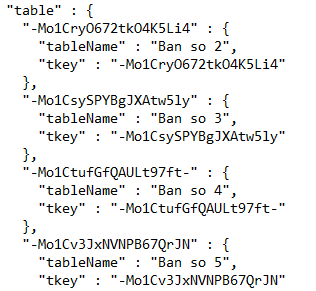 "table" : {
"-Mo1CryO672tkO4K5Li4" : {
"tableName" : "Ban so 2",
"tkey" : "-Mo1CryO672tkO4K5Li4"
},
"-Mo1CsySPYBgJXAtw5ly" : {
"tableName" : "Ban so 3",
"tkey" : "-Mo1CsySPYBgJXAtw5ly"
},
"-Mo1CtufGfQAULt97ft-" : {
"tableName" : "Ban so 4",
"tkey" : "-Mo1CtufGfQAULt97ft-"
},
"-Mo1Cv3JxNVNPB67QrJN" : {
"tableName" : "Ban so 5",
"tkey" : "-Mo1Cv3JxNVNPB67QrJN"